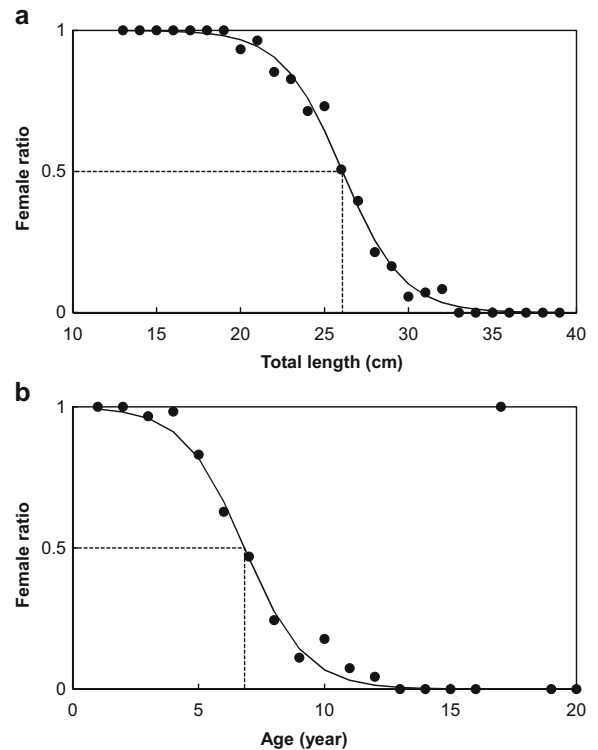 a
1
0.5
0
Female ratio
10 15 20 25 30 35 40
Total length (cm)
b
1
0.5
0
Female ratio
0 5 10 15 20
Age (year)